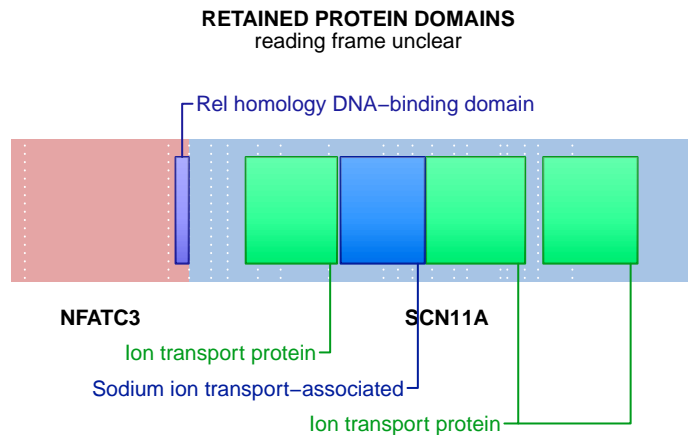 RETAINED PROTEIN DOMAINS
reading frame unclear
Rel homology DNA−binding domain
NFATC3
SCN11A
Ion transport protein
Sodium ion transport−associated
Ion transport protein